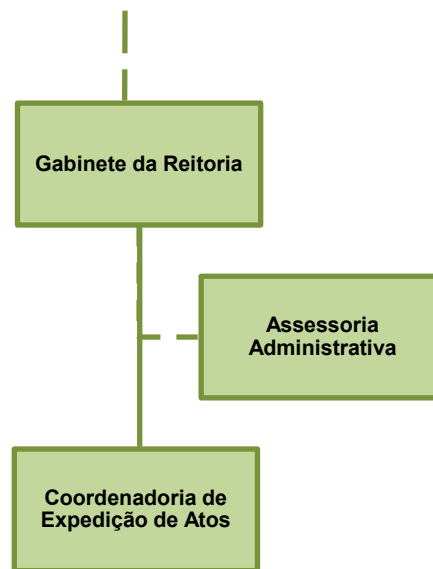 Gabinete da Reitoria
Assessoria
Administrativa
Coordenadoria de
Expedição de Atos